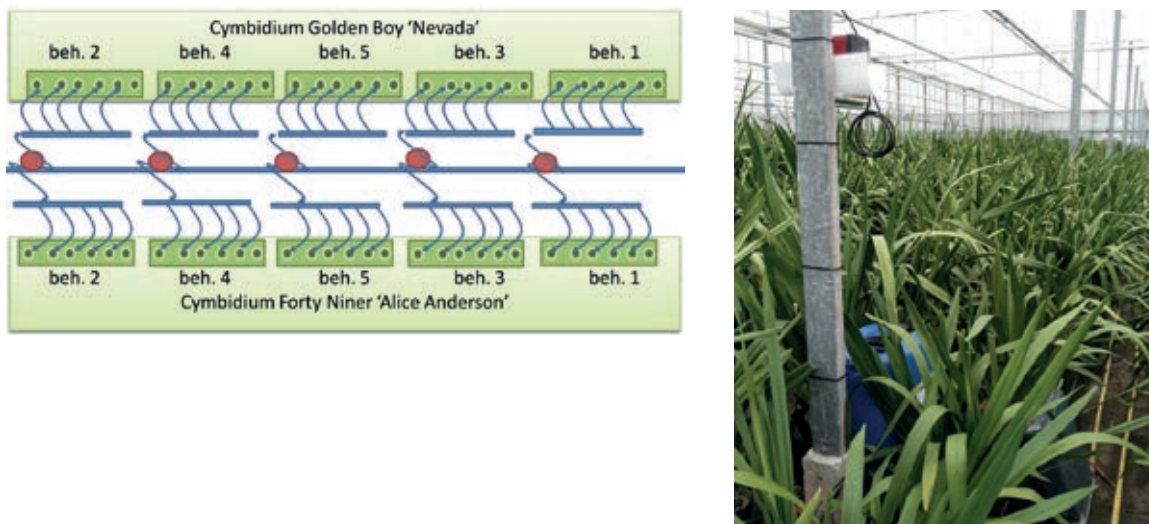 Cymbidium Golden Boy 'Nevada'
beh. 2 beh. 4 beh. 5 beh. 3 beh. 1
beh. 2 beh. 4 beh. 5 beh. 3 beh. 1
Cymbidium Forty Niner 'Alice Anderson'